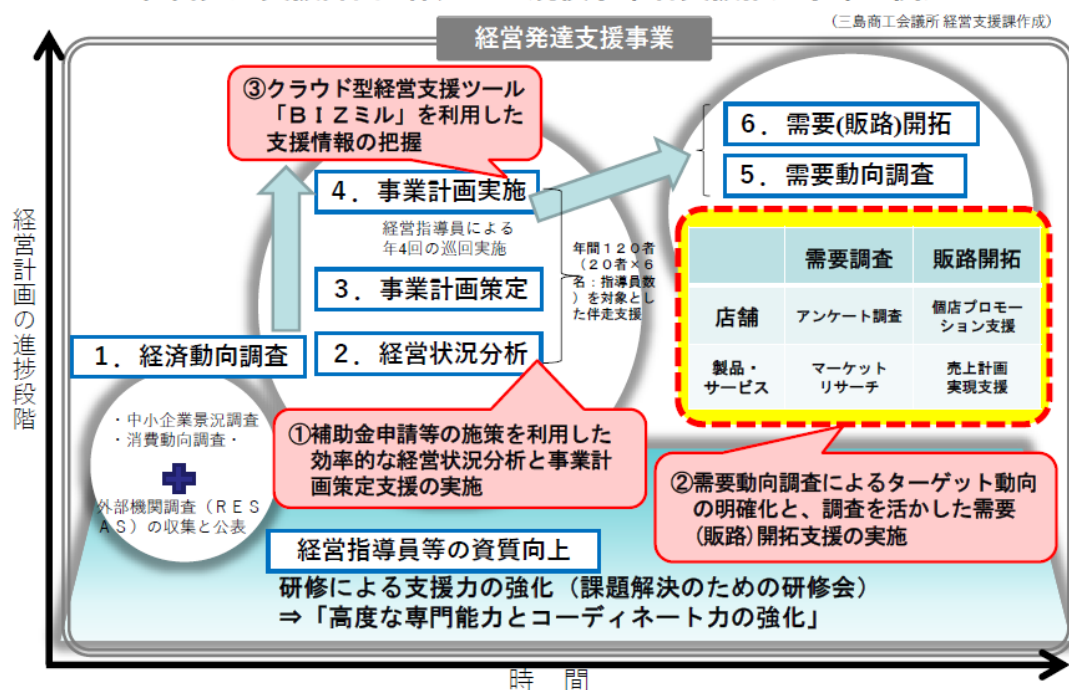 （三島商工会議所 経営支援課作成）
経営発達支援事業
③クラウド型経営支援ツール
「ＢＩＺミル」を利用した
支援情報の把握
６．需要(販路)開拓
５．需要動向調査
４．事業計画実施
経営指導員による
年4回の巡回実施
３．事業計画策定
２．経営状況分析
年間１２０者
（２０者×６
名：指導員数
）を対象とし
た伴走支援
１．経済動向調査
需要調査
販路開拓
店舗
アンケート調査
個店プロモー
ション支援
製品・
サービス
マーケット
リサーチ
売上計画
実現支援
・中小企業景況調査
・消費動向調査・
外部機関調査（ＲＥＳ
ＡＳ）の収集と公表
①補助金申請等の施策を利用した
効率的な経営状況分析と事業計
画策定支援の実施
②需要動向調査によるターゲット動向
の明確化と、調査を活かした需要
(販路)開拓支援の実施
経営指導員等の資質向上
研修による支援力の強化（課題解決のための研修会）
⇒「高度な専門能力とコーディネート力の強化」
経営計画の進捗段階
時　間